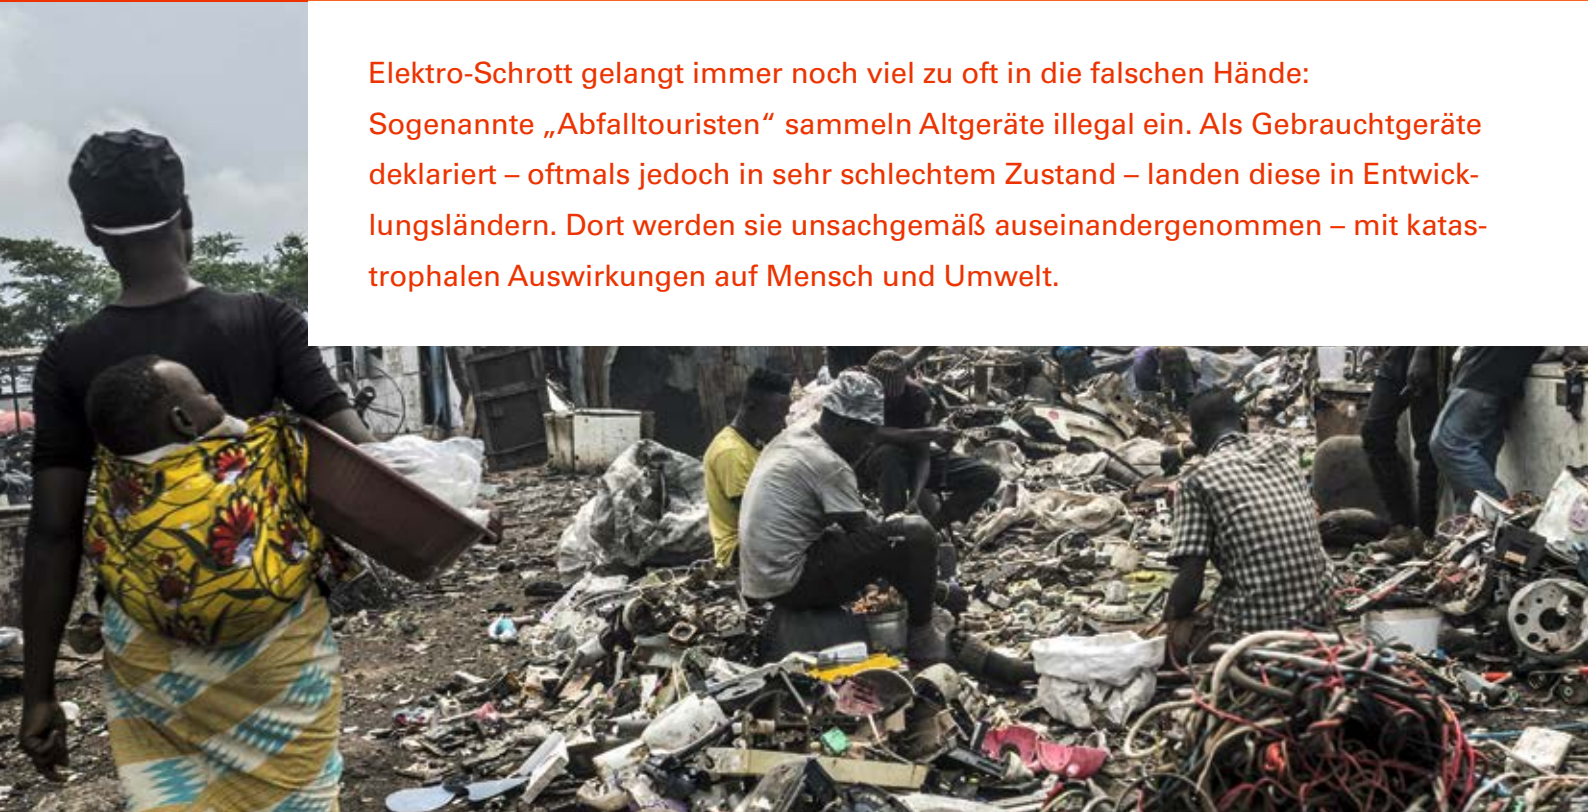 Elektro-Schrott gelangt immer noch viel zu oft in die falschen Hände:
Sogenannte „Abfalltouristen“ sammeln Altgeräte illegal ein. Als Gebrauchtgeräte
deklariert – oftmals jedoch in sehr schlechtem Zustand – landen diese in Entwick-
lungsländern. Dort werden sie unsachgemäß auseinandergenommen – mit katas-
trophalen Auswirkungen auf Mensch und Umwelt.